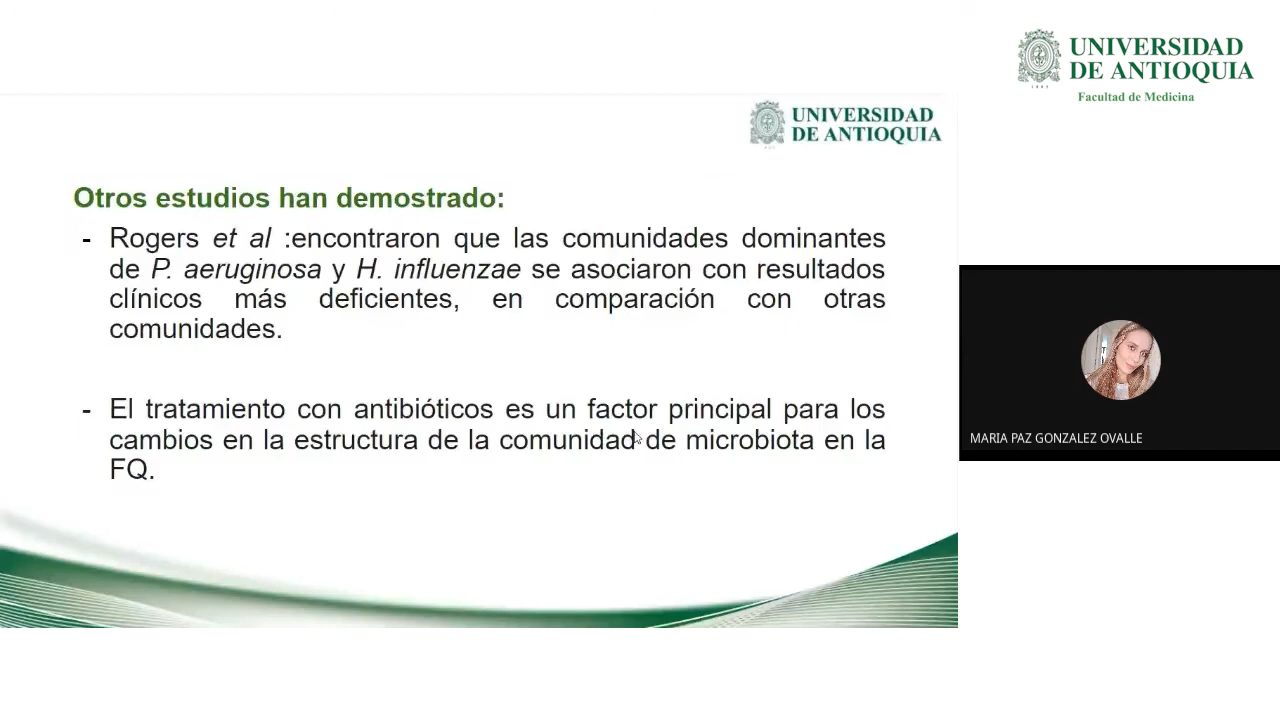 UNIVERSIDAD
DE ANTIOQUIA
Facultad de Medicina
UNIVERSIDAD
DE ANTIOQUIA
Otros estudios han demostrado:
- Rogers et al :encontraron que las comunidades dominantes
de P. aeruginosa y H. influenzae se asociaron con resultados
clínicos más deficientes, en comparación con otras
comunidades.
- El tratamiento con antibióticos es un factor principal para los
cambios en la estructura de la comunidad de microbiota en la
FQ.
MARIA PAZ GONZALEZ OVALLE